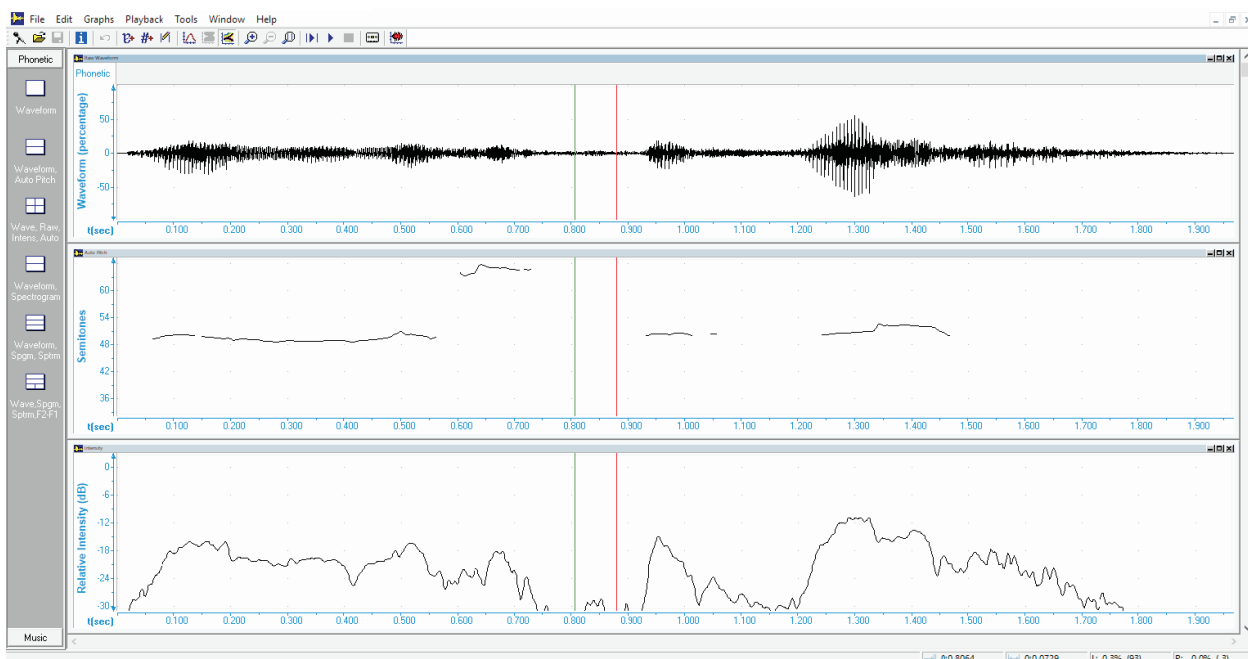 File Edit Graphs Playback Tools Window Help
Phonetic
Waveform
Waveform,
Auto Pitch
Wave, Raw,
Intens, Auto
Waveform,
Spectrogram
Waveform,
Spgm, Sptrm
Wave,Spgm,
Sptrm,F2-F1
Music
Raw Waveform
Phonetic
Waveform (percentage)
50
0
-50
t(sec) 0.100 0.200 0.300 0.400 0.500 0.600 0.700 0.800 0.900 1.000 1.100 1.200 1.300 1.400 1.500 1.600 1.700 1.800 1.900
Auto Pitch
Semitones
60
54
48
42
36
t(sec) 0.100 0.200 0.300 0.400 0.500 0.600 0.700 0.800 0.900 1.000 1.100 1.200 1.300 1.400 1.500 1.600 1.700 1.800 1.900
Intensity
Relative Intensity (dB)
0
-6
-12
-18
-24
-30
t(sec) 0.100 0.200 0.300 0.400 0.500 0.600 0.700 0.800 0.900 1.000 1.100 1.200 1.300 1.400 1.500 1.600 1.700 1.800 1.900